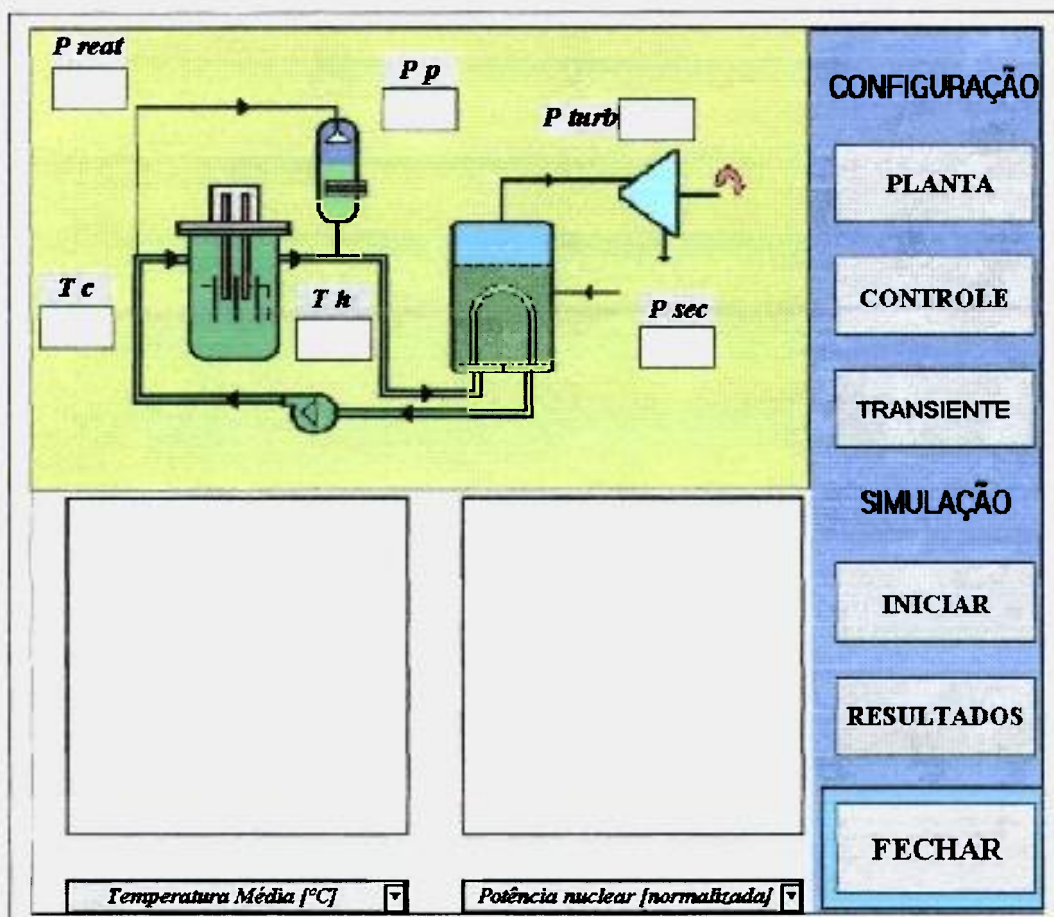 P reat
P p
P turb
T c
T h
P sec
CONFIGURAÇÃO
PLANTA
CONTROLE
TRANSIENTE
SIMULAÇÃO
INICIAR
RESULTADOS
FECHAR
Temperatura Média [°C]
Potência nuclear [normalizada]